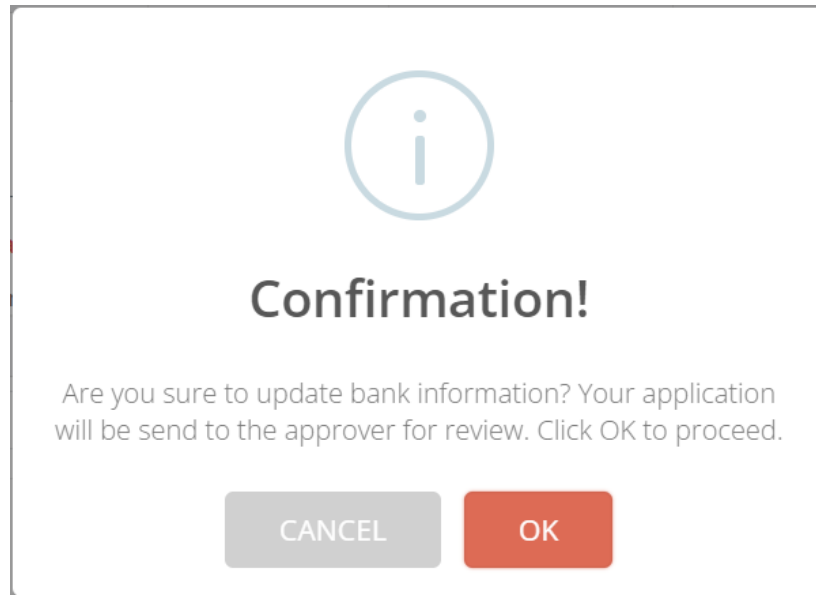 Confirmation!
Are you sure to update bank information? Your application
will be send to the approver for review. Click OK to proceed.
CANCEL
OK